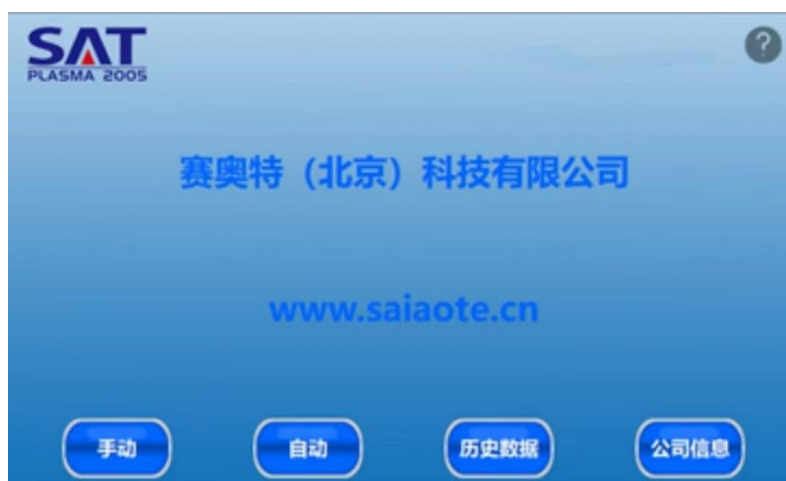 SAT
PLASMA 2005
?
赛奥特（北京）科技有限公司
www.saiaote.cn
手动 自动 历史数据 公司信息